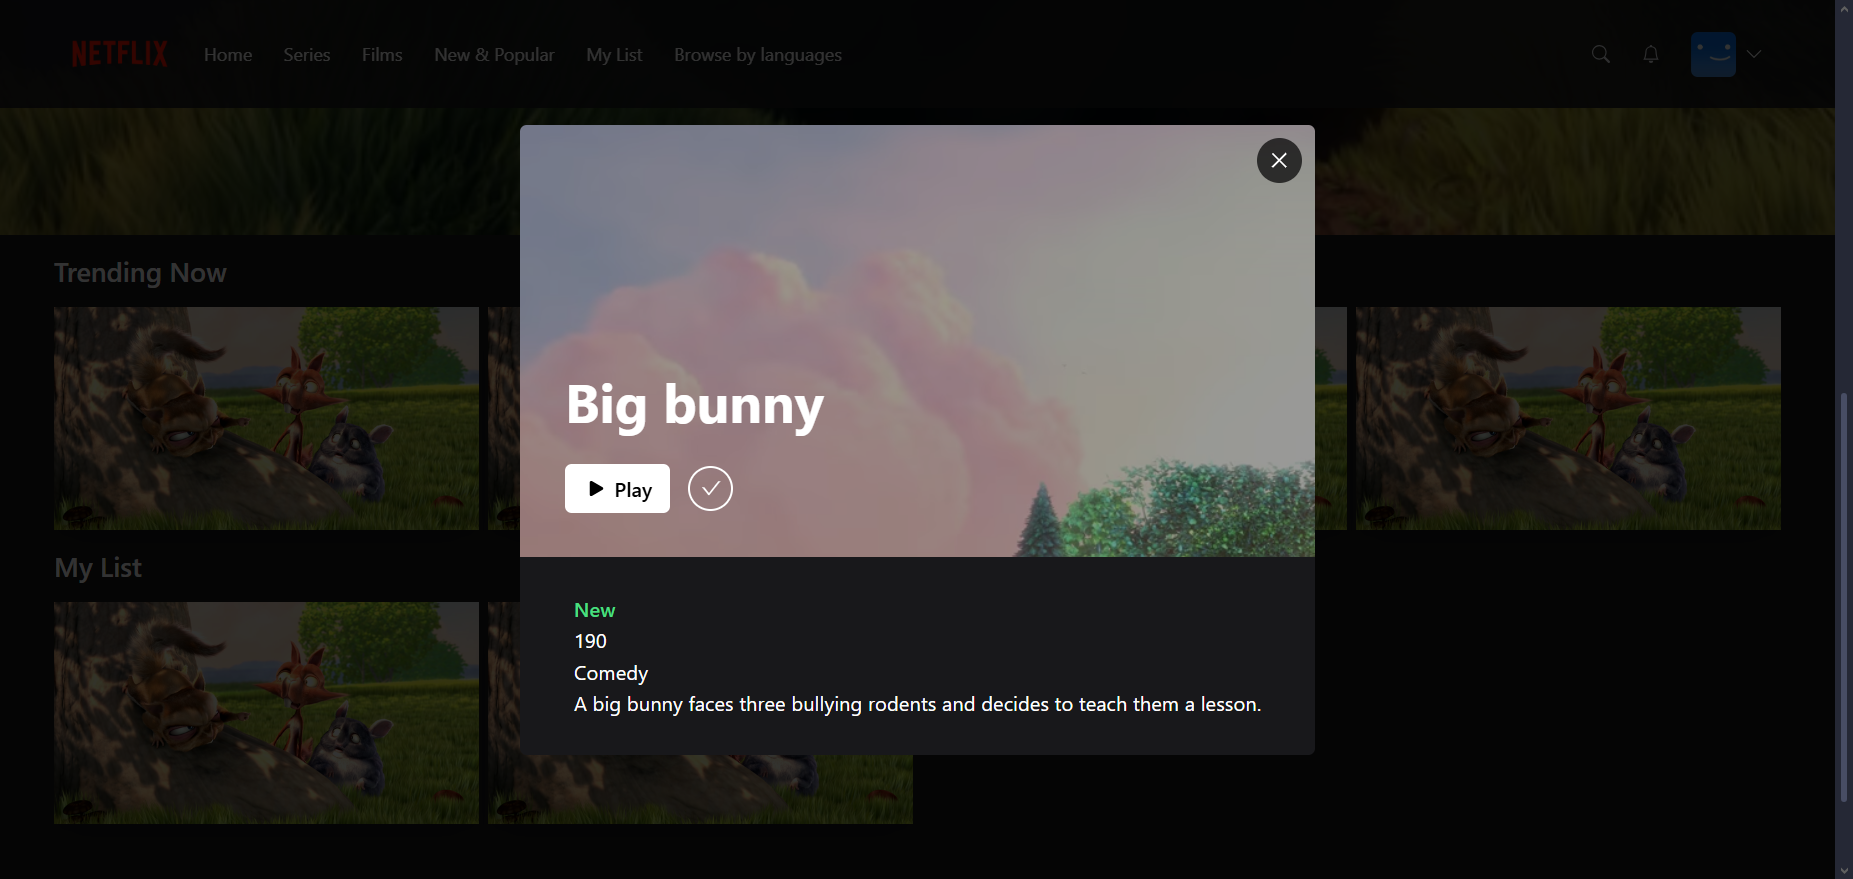 NETFLIX Home Series Films New & Popular My List Browse by languages
Trending Now
Big bunny
Play
My List
New
190
Comedy
A big bunny faces three bullying rodents and decides to teach them a lesson.